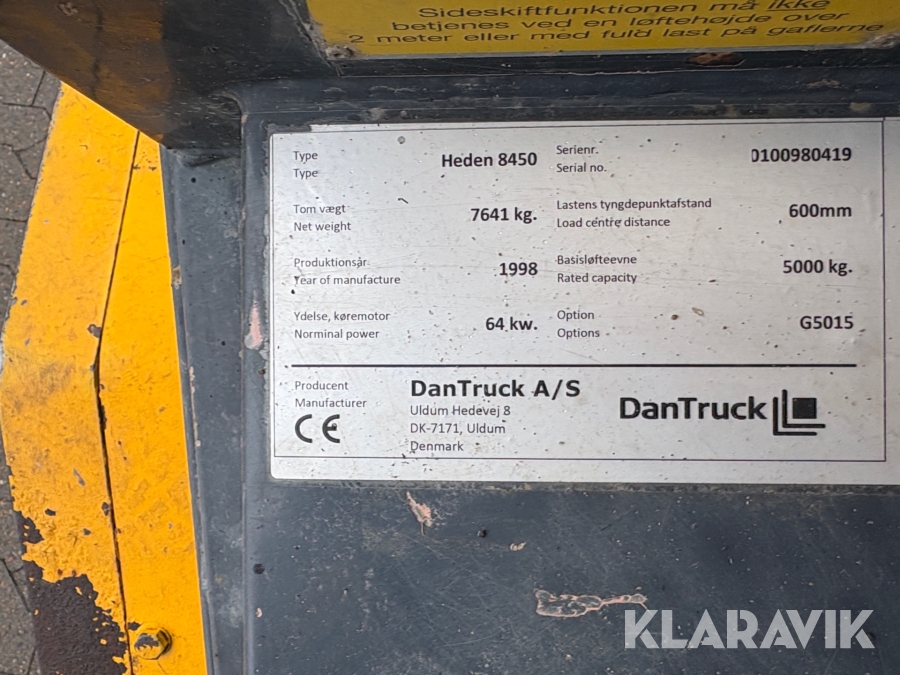 Sideskiftfunktionen må ikke
betjenes ved en løftehøjde over
2 meter eller med fuld last på gaflerne
Type
Type
Heden 8450
Serienr.
Serial no.
0100980419
Tom vægt
Net weight
7641 kg.
Lastens tyngdepunktafstand
Load centre distance
600mm
Produktionsår
Year of manufacture
1998
Basisløfteevne
Rated capacity
5000 kg.
Ydelse, køremotor
Norminal power
64 kw.
Option
Options
G5015
Producent
Manufacturer
CE
DanTruck A/S
Uldum Hedevej 8
DK-7171, Uldum
Denmark
DanTruck
KLARAVIK